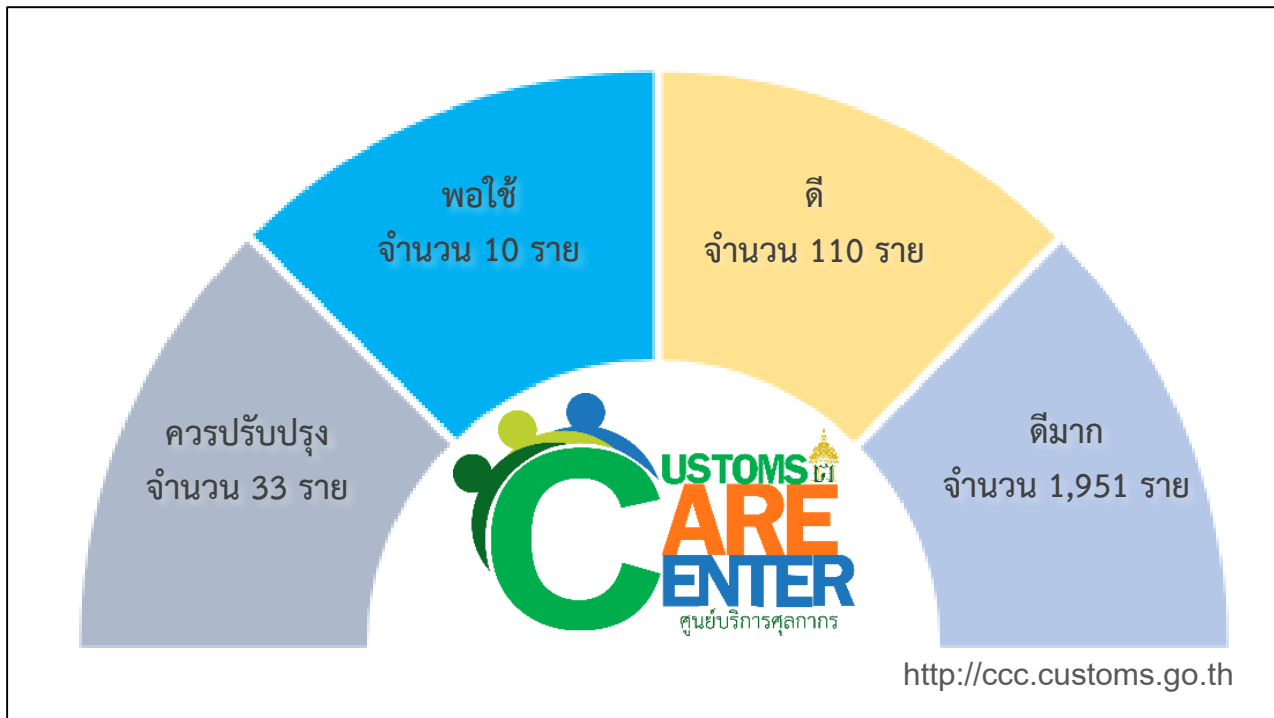 พอใช้
จำนวน 10 ราย
ดี
จำนวน 110 ราย
ควรปรับปรุง
จำนวน 33 ราย
ดีมาก
จำนวน 1,951 ราย
CUSTOMS
CARE
CENTER
ศูนย์บริการศุลกากร
http://ccc.customs.go.th